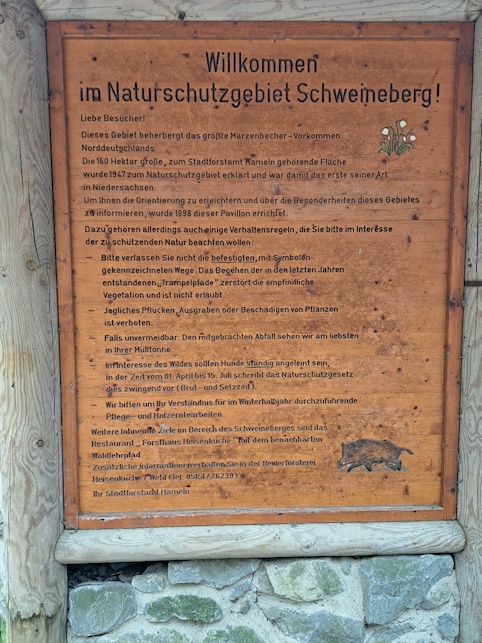 Willkommen
im Naturschutzgebiet Schweineberg!
Liebe Besucher!
Dieses Gebiet beherbergt das größte Märzenbecher-Vorkommen
Norddeutschlands.
Die 160 Hektar große, zum Stadtforstamt Hameln gehörende Fläche
wurde 1947 zum Naturschutzgebiet erklärt und war damit das erste seiner Art
in Niedersachsen.
Um Ihnen die Orientierung zu erleichtern und über die Besonderheiten dieses Gebietes
zu informieren, wurde 1998 dieser Pavillon errichtet.
Dazu gehören allerdings auch einige Verhaltensregeln, die Sie bitte im Interesse
der zu schützenden Natur beachten wollen:
– Bitte verlassen Sie nicht die befestigten, mit Symbolen
gekennzeichneten Wege. Das Begehen der in den letzten Jahren
entstandenen „Trampelpfade" zerstört die empfindliche
Vegetation und ist nicht erlaubt.
– Jegliches Pflücken, Ausgraben oder Beschädigen von Pflanzen
ist verboten.
– Falls unvermeidbar: Den mitgebrachten Abfall sehen wir am liebsten
in Ihrer Mülltonne.
– Im Interesse des Wildes sollten Hunde ständig angeleint sein,
in der Zeit vom 01. April bis 15. Juli schreibt das Naturschutzgesetz
dies zwingend vor (Brut- und Setzzeit).
– Wir bitten um Ihr Verständnis für im Winterhalbjahr durchzuführende
Pflege- und Holzerntearbeiten.
Weitere lohnende Ziele im Bereich des Schweineberges sind das
Restaurant „Forsthaus Heisenküche" mit dem benachbarten
Waldlehrpfad.
Zusätzliche Informationen erhalten Sie in der Revierförsterei
Heisenküche / Wehl (Tel. 05151/26239)
Ihr Stadtforstamt Hameln